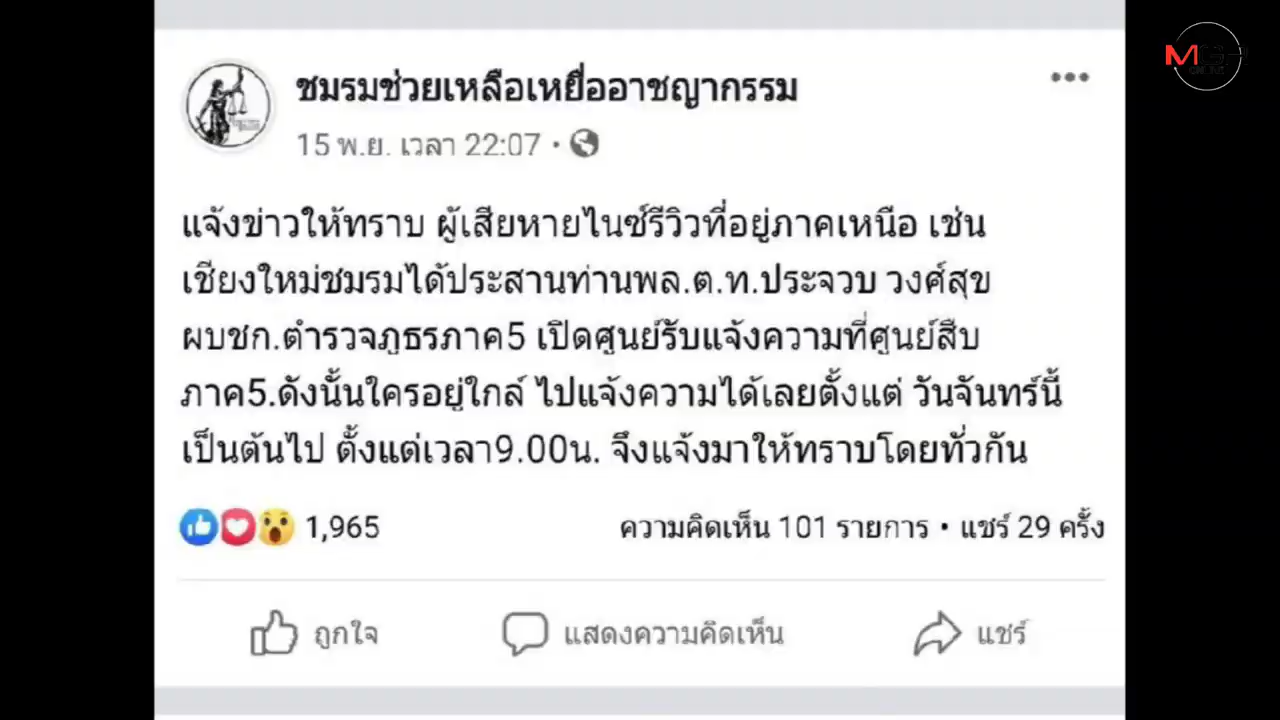 ชมรมช่วยเหลือเหยื่ออาชญากรรม
15 พ.ย. เวลา 22:07 •
แจ้งข่าวให้ทราบ ผู้เสียหายไนซ์รีวิวที่อยู่ภาคเหนือ เช่น
เชียงใหม่ชมรมได้ประสานท่านพล.ต.ท.ประจวบ วงศ์สุข
ผบชก.ตำรวจภูธรภาค5 เปิดศูนย์รับแจ้งความที่ศูนย์สืบ
ภาค5.ดังนั้นใครอยู่ใกล้ ไปแจ้งความได้เลยตั้งแต่ วันจันทร์นี้
เป็นต้นไป ตั้งแต่เวลา9.00น. จึงแจ้งมาให้ทราบโดยทั่วกัน
1,965 ความคิดเห็น 101 รายการ • แชร์ 29 ครั้ง
ถูกใจ แสดงความคิดเห็น แชร์